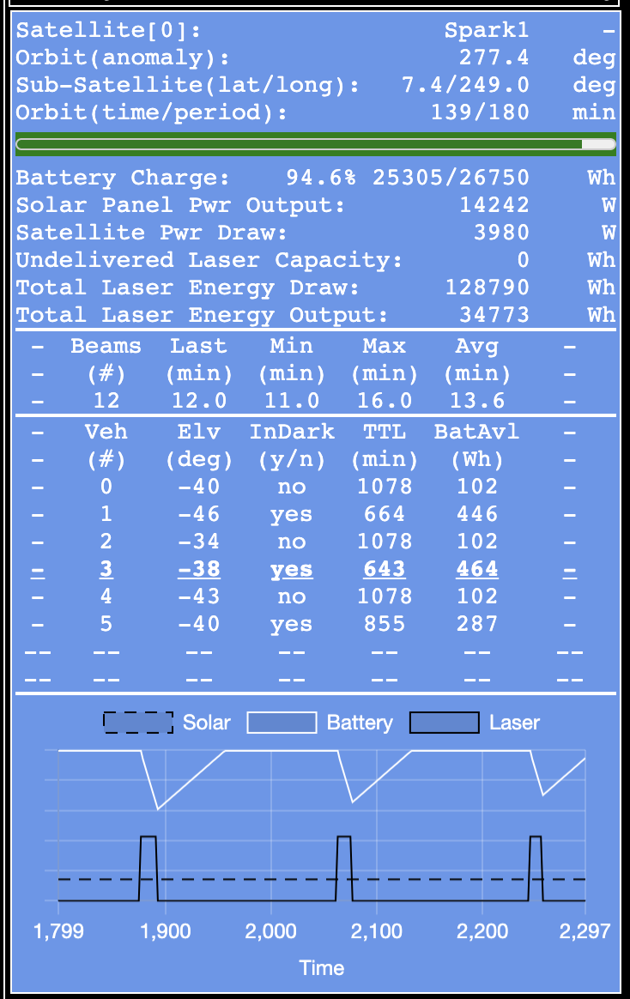 Satellite[0]: Spark1 -
Orbit(anomaly): 277.4 deg
Sub-Satellite(lat/long): 7.4/249.0 deg
Orbit(time/period): 139/180 min
Battery Charge: 94.6% 25305/26750 Wh
Solar Panel Pwr Output: 14242 W
Satellite Pwr Draw: 3980 W
Undelivered Laser Capacity: 0 Wh
Total Laser Energy Draw: 128790 Wh
Total Laser Energy Output: 34773 Wh
- Beams Last Min Max Avg -
- (#) (min) (min) (min) (min) -
- 12 12.0 11.0 16.0 13.6 -
- Veh Elv InDark TTL BatAvl -
- (#) (deg) (y/n) (min) (Wh) -
- 0 -40 no 1078 102 -
- 1 -46 yes 664 446 -
- 2 -34 no 1078 102 -
- 3 -38 yes 643 464 -
- 4 -43 no 1078 102 -
- 5 -40 yes 855 287 -
-- -- -- -- -- -- --
-- -- -- -- -- -- --
Solar Battery Laser
1,799 1,900 2,000 2,100 2,200 2,297
Time